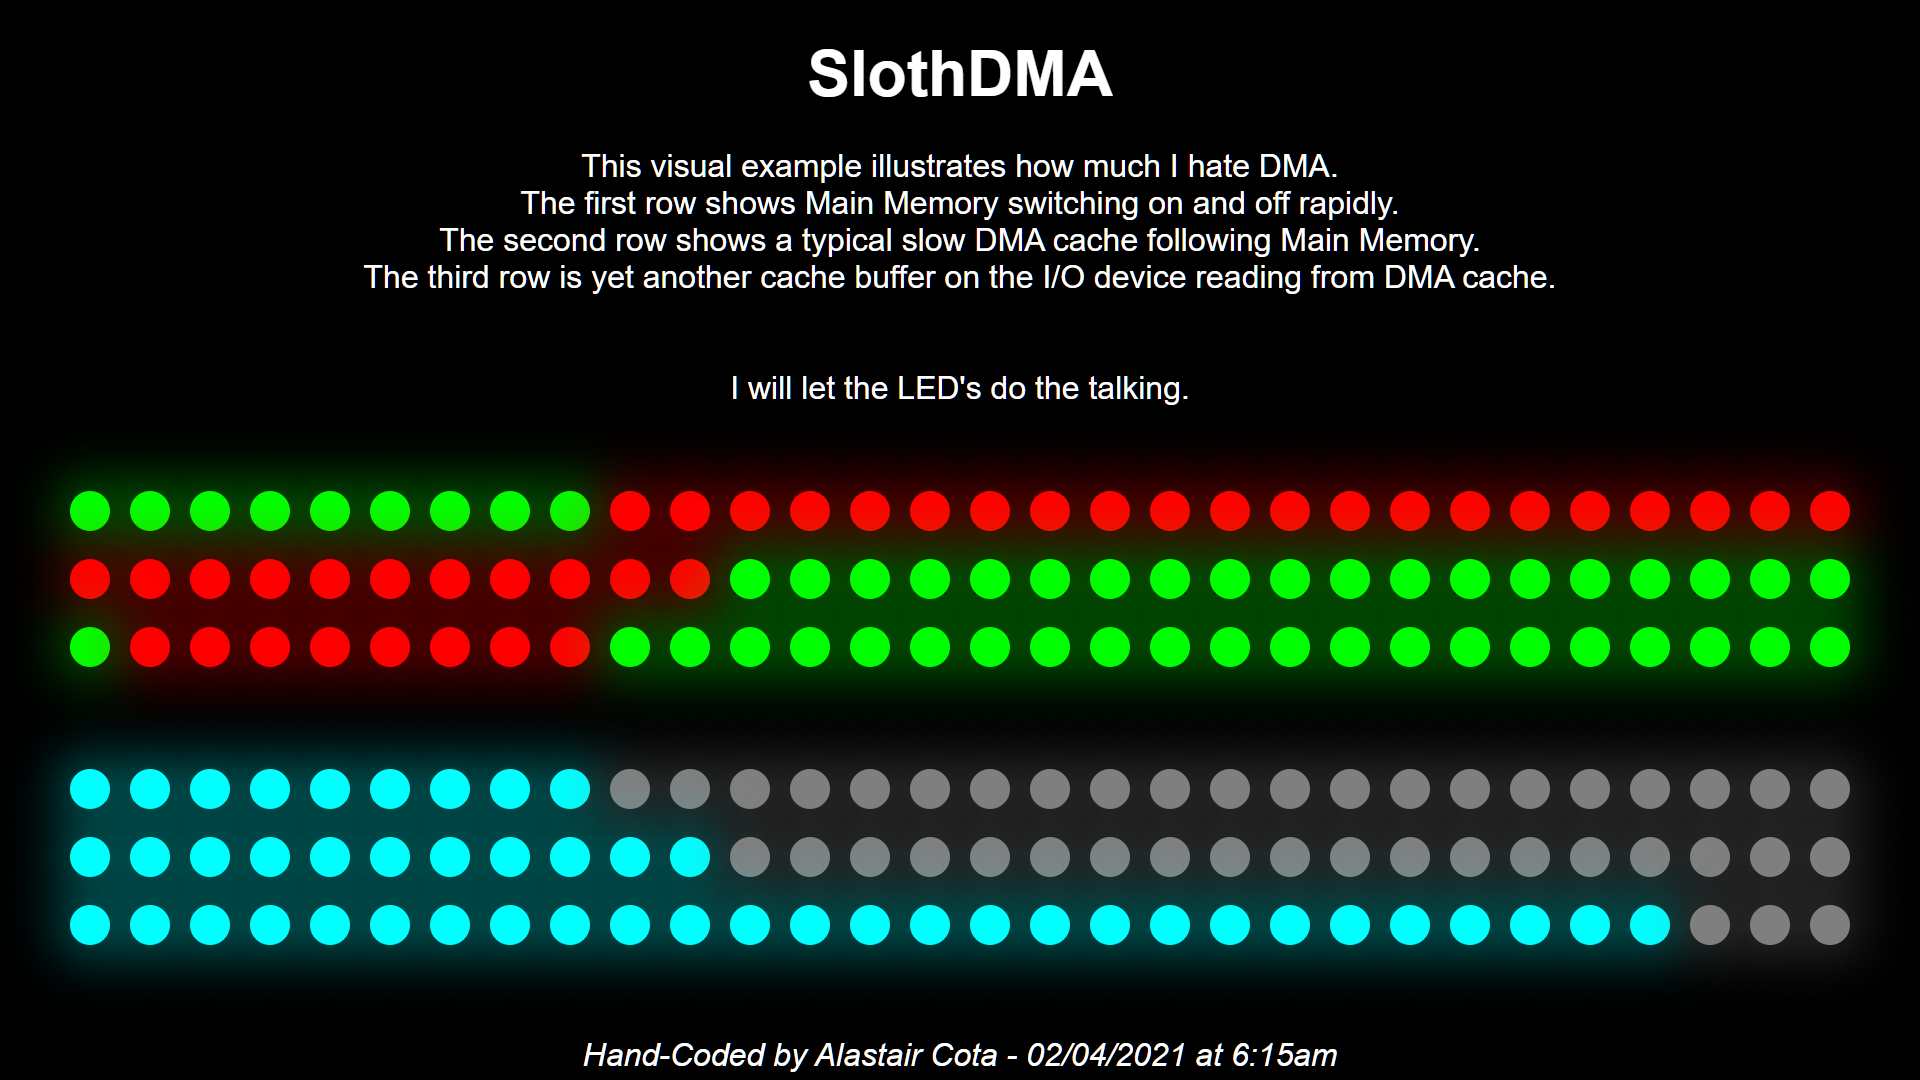 SlothDMA
This visual example illustrates how much I hate DMA.
The first row shows Main Memory switching on and off rapidly.
The second row shows a typical slow DMA cache following Main Memory.
The third row is yet another cache buffer on the I/O device reading from DMA cache.
I will let the LED's do the talking.
Hand-Coded by Alastair Cota - 02/04/2021 at 6:15am